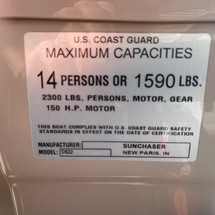 U.S. COAST GUARD
MAXIMUM CAPACITIES
14 PERSONS OR 1590 LBS.
2300 LBS, PERSONS, MOTOR, GEAR
150 H.P. MOTOR
THIS BOAT COMPLIES WITH U.S. COAST GUARD SAFETY
STANDARDS IN EFFECT ON THE DATE OF CERTIFICATION
MANUFACTURER: SUNCHASER
MODEL: DS22 NEW PARIS, IN